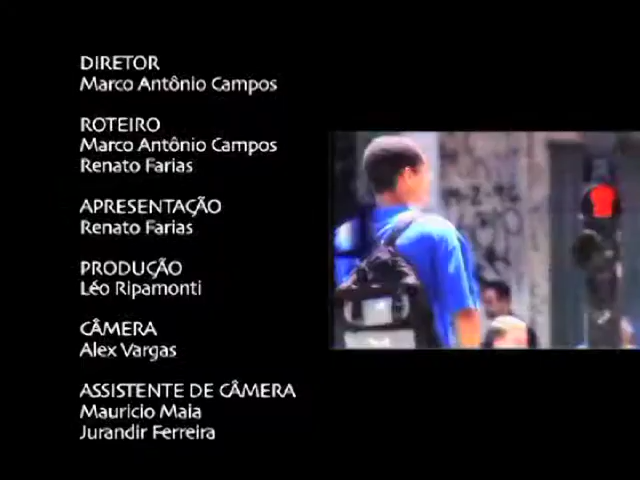 DIRETOR
Marco Antônio Campos
ROTEIRO
Marco Antônio Campos
Renato Farias
APRESENTAÇÃO
Renato Farias
PRODUÇÃO
Léo Ripamonti
CÂMERA
Alex Vargas
ASSISTENTE DE CÂMERA
Mauricio Maia
Jurandir Ferreira